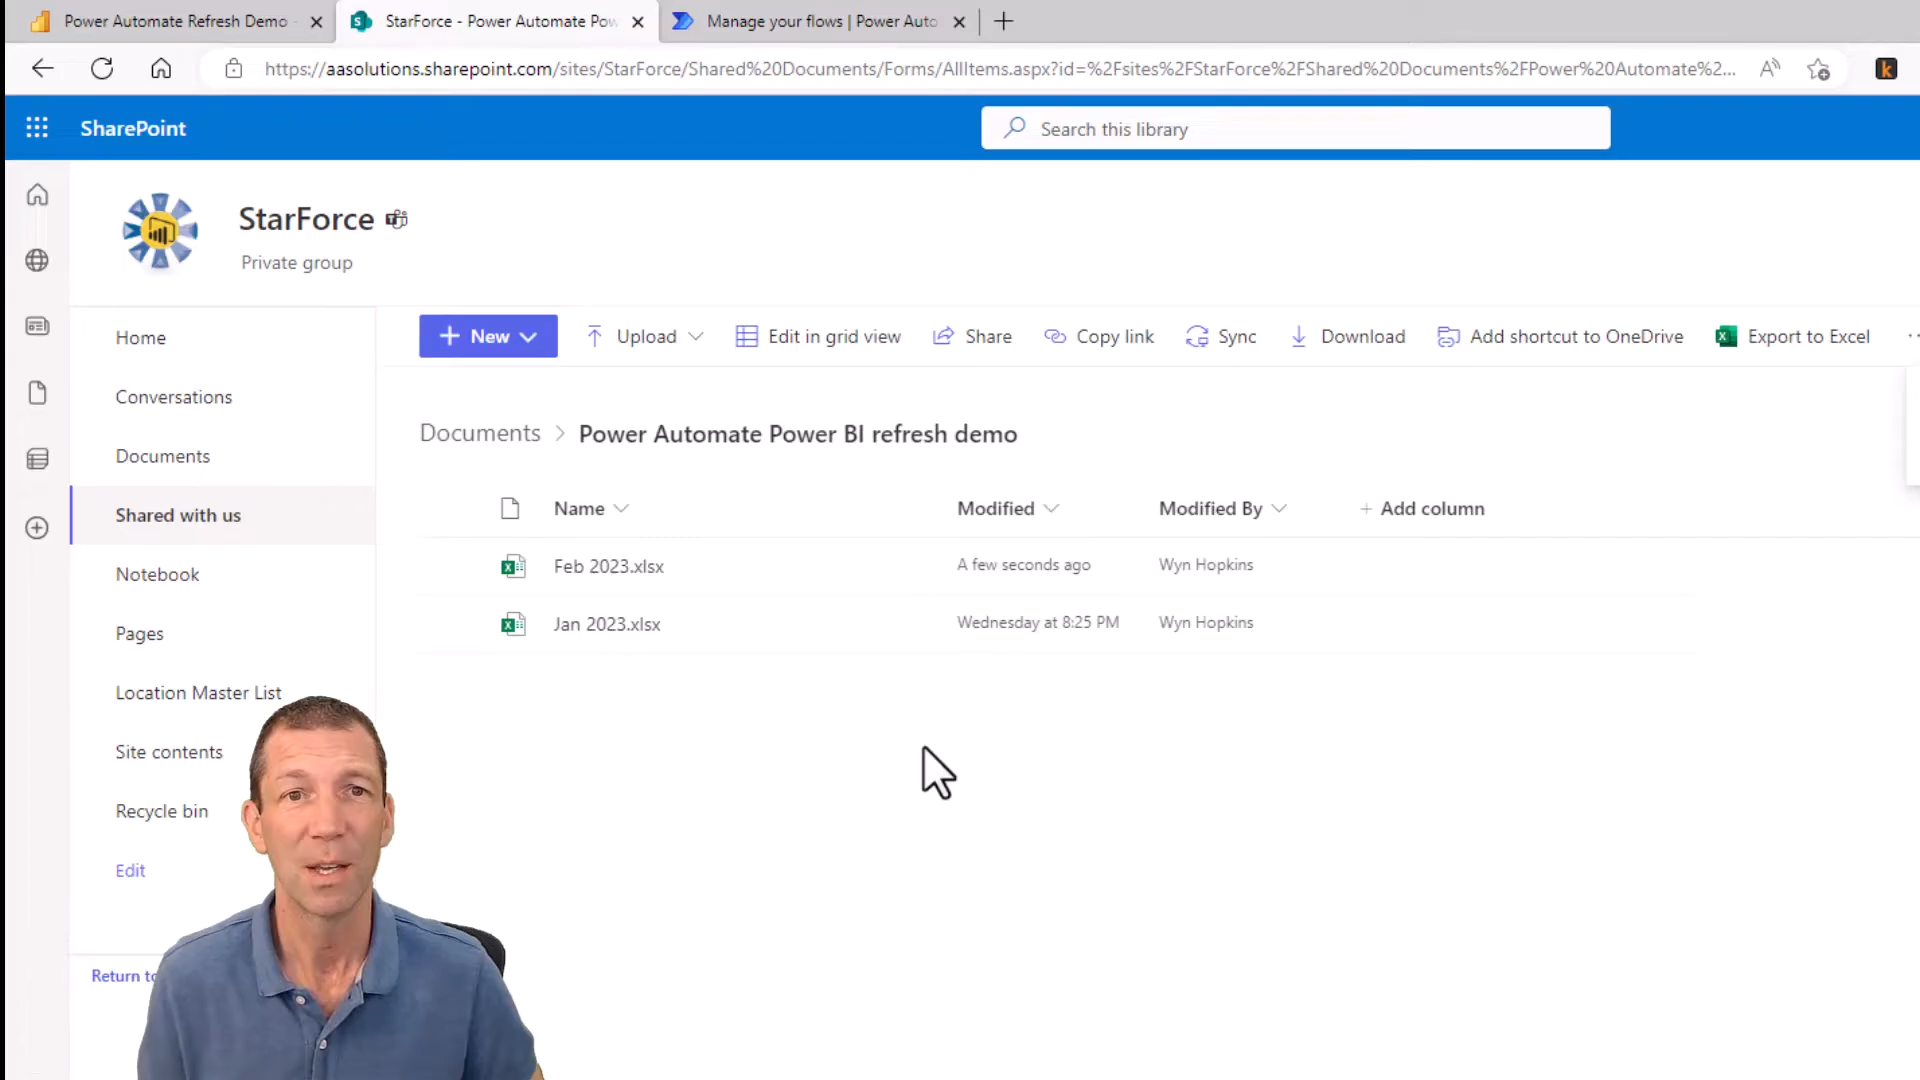 Power Automate Refresh Demo
StarForce - Power Automate Pow
Manage your flows | Power Auto
https://aasolutions.sharepoint.com/sites/StarForce/Shared%20Documents/Forms/AllItems.aspx?id=%2Fsites%2FStarForce%2FShared%20Documents%2FPower%20Automate%2...
SharePoint
Search this library
StarForce
Private group
New
Upload
Edit in grid view
Share
Copy link
Sync
Download
Add shortcut to OneDrive
Export to Excel
Home
Conversations
Documents
Shared with us
Notebook
Pages
Location Master List
Site contents
Recycle bin
Edit
Return to
Documents > Power Automate Power BI refresh demo
Name Modified Modified By + Add column
Feb 2023.xlsx A few seconds ago Wyn Hopkins
Jan 2023.xlsx Wednesday at 8:25 PM Wyn Hopkins